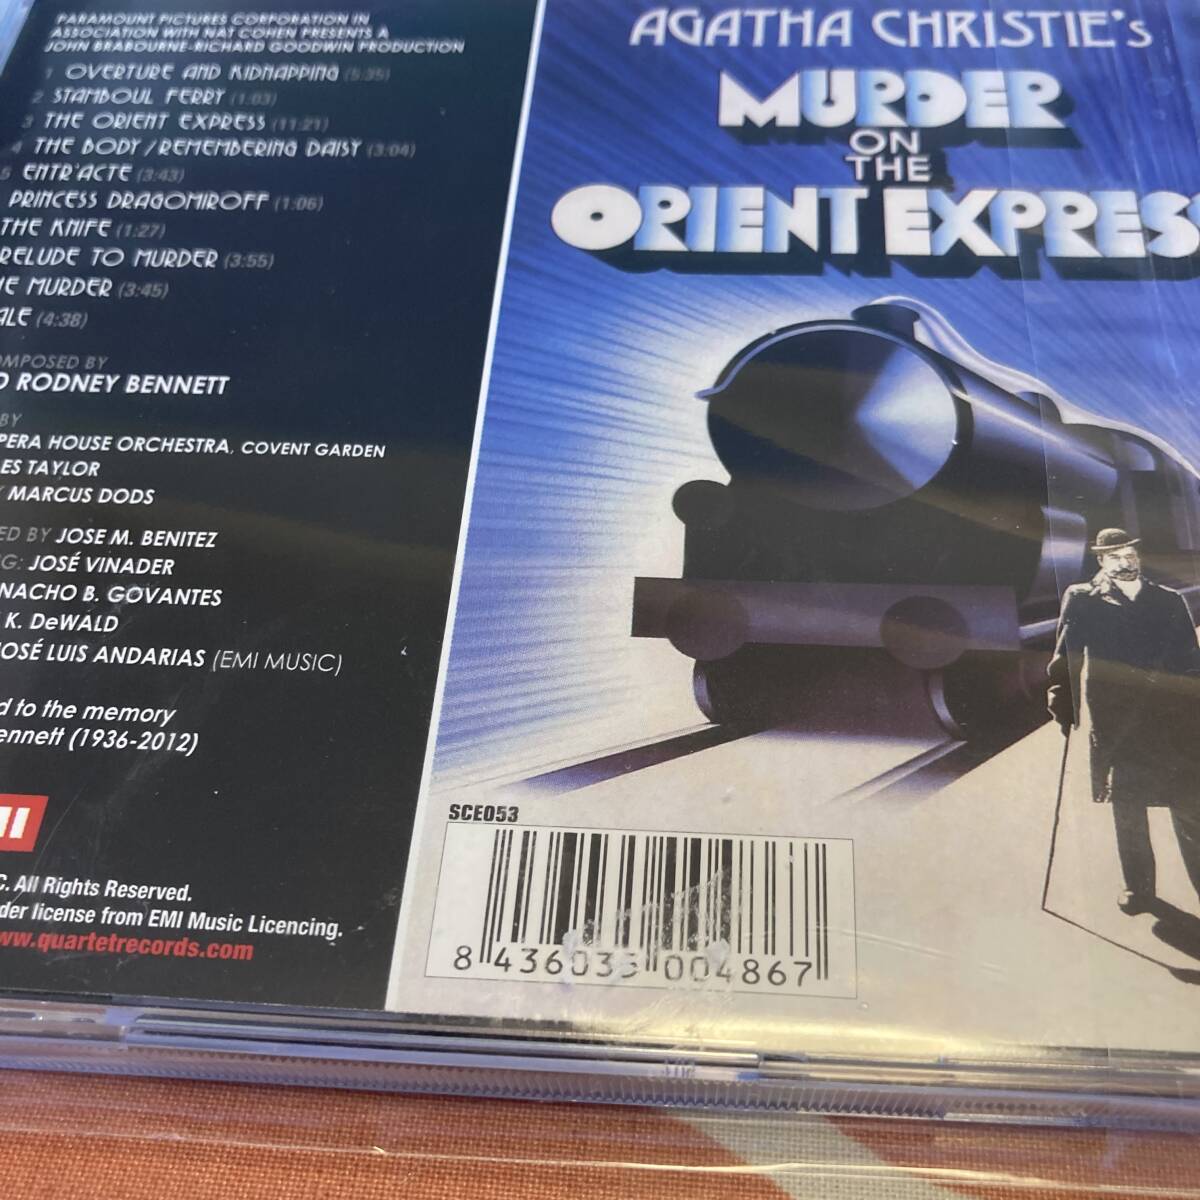 PARAMOUNT PICTURES CORPORATION IN
ASSOCIATION WITH NAT COHEN PRESENTS A
JOHN BRABOURNE-RICHARD GOODWIN PRODUCTION
1 OVERTURE AND KIDNAPPING (5:35)
2 STAMBOUL FERRY (1:03)
3 THE ORIENT EXPRESS (11:21)
4 THE BODY/REMEMBERING DAISY (3:04)
5 ENTR'ACTE (3:43)
PRINCESS DRAGOMIROFF (1:06)
THE KNIFE (1:27)
RELUDE TO MURDER (3:55)
HE MURDER (3:45)
ALE (4:38)
OMPOSED BY
D RODNEY BENNETT
BY
PERA HOUSE ORCHESTRA, COVENT GARDEN
ES TAYLOR
Y MARCUS DODS
ED BY JOSE M. BENITEZ
G: JOSÉ VINADER
NACHO B. GOVANTES
K. DeWALD
JOSÉ LUIS ANDARIAS (EMI MUSIC)
d to the memory
ennett (1936-2012)
C. All Rights Reserved.
der license from EMI Music Licencing.
www.quartetrecords.com
AGATHA CHRISTIE's
MURDER
ON
THE
ORIENT EXPRES
SCE053
8 436035 004867